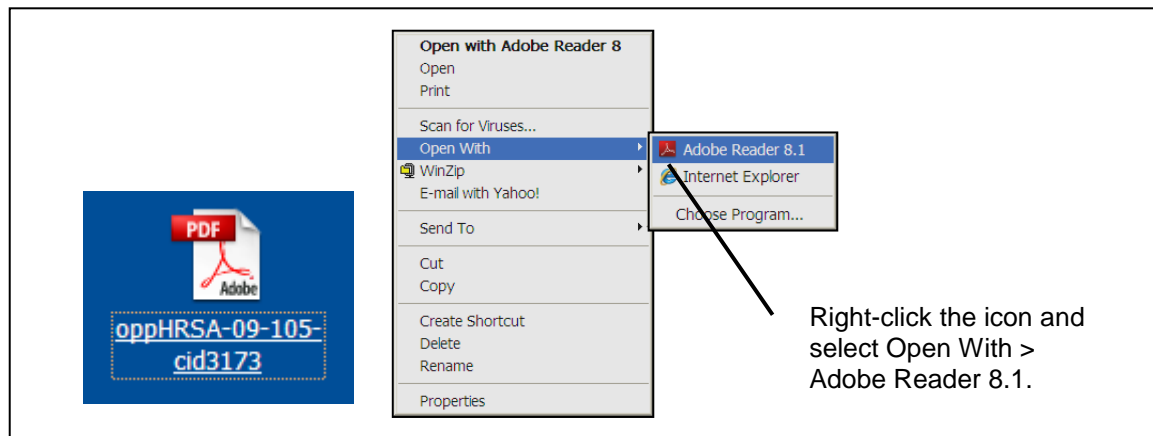 PDF
Adobe
oppHRSA-09-105-
cid3173
Open with Adobe Reader 8
Open
Print
Scan for Viruses...
Open With
WinZip
E-mail with Yahoo!
Send To
Cut
Copy
Create Shortcut
Delete
Rename
Properties
Adobe Reader 8.1
Internet Explorer
Choose Program...
Right-click the icon and
select Open With >
Adobe Reader 8.1.